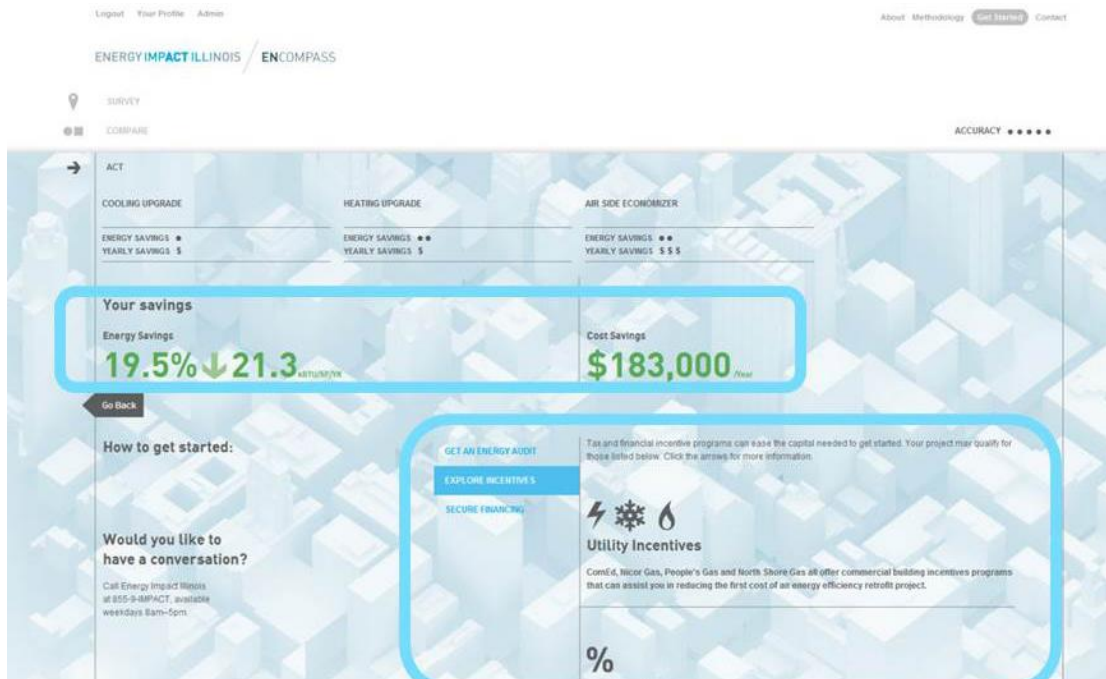 Logout Your Profile Admin
About Methodology Get Started Contact
ENERGY IMPACT ILLINOIS / ENCOMPASS
SURVEY
COMPARE
ACCURACY
ACT
COOLING UPGRADE
ENERGY SAVINGS
YEARLY SAVINGS $
HEATING UPGRADE
ENERGY SAVINGS
YEARLY SAVINGS $
AIR SIDE ECONOMIZER
ENERGY SAVINGS
YEARLY SAVINGS $ $ $
Your savings
Energy Savings
19.5% ↓ 21.3 KBTU/SF/YR
Cost Savings
$183,000 /Year
Go Back
How to get started:
Would you like to
have a conversation?
Call Energy Impact Illinois
at 855-9-IMPACT, available
weekdays 8am–5pm.
GET AN ENERGY AUDIT
EXPLORE INCENTIVES
SECURE FINANCING
Tax and financial incentive programs can ease the capital needed to get started. Your project may qualify for
those listed below. Click the arrows for more information.
Utility Incentives
ComEd, Nicor Gas, People's Gas and North Shore Gas all offer commercial building incentives programs
that can assist you in reducing the first cost of an energy efficiency retrofit project.
%